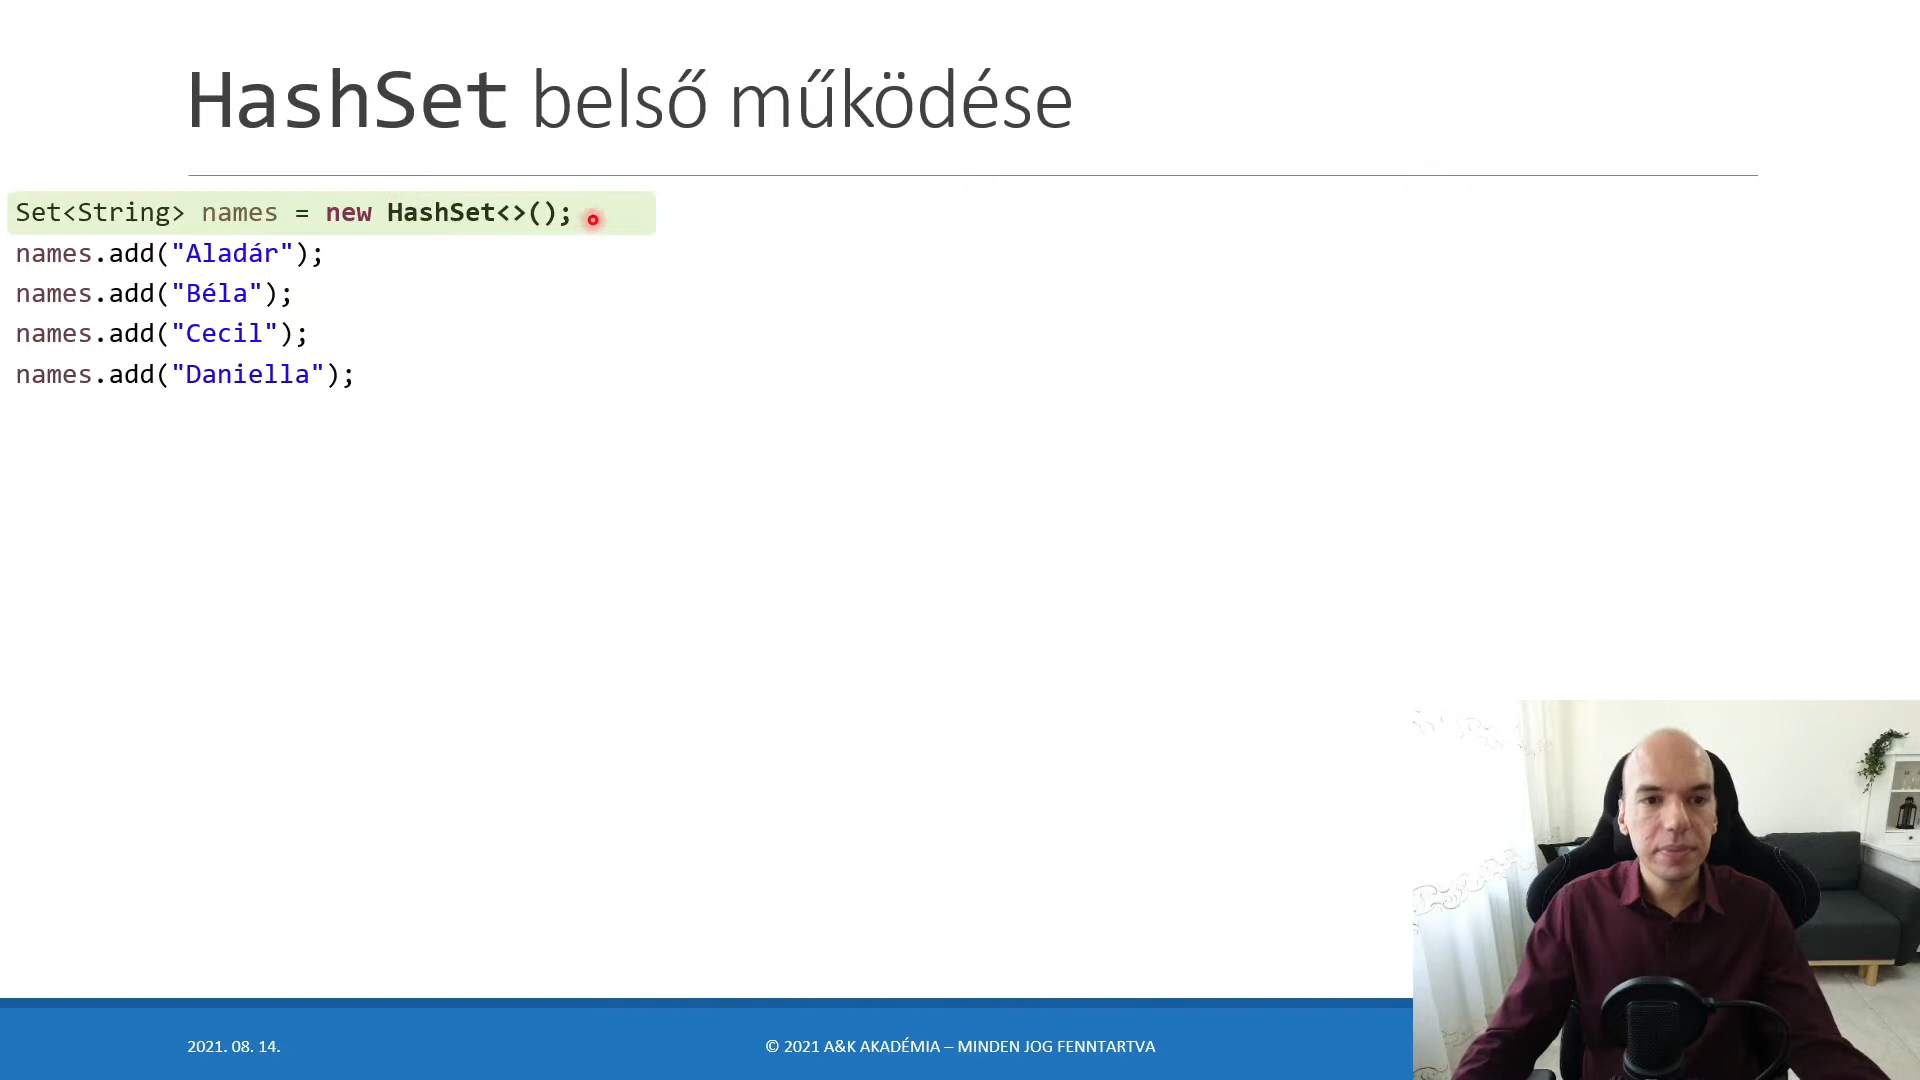 HashSet belső működése
Set<String> names = new HashSet<>();
names.add("Aladár");
names.add("Béla");
names.add("Cecil");
names.add("Daniella");
2021. 08. 14.
© 2021 A&K AKADÉMIA – MINDEN JOG FENNTARTVA